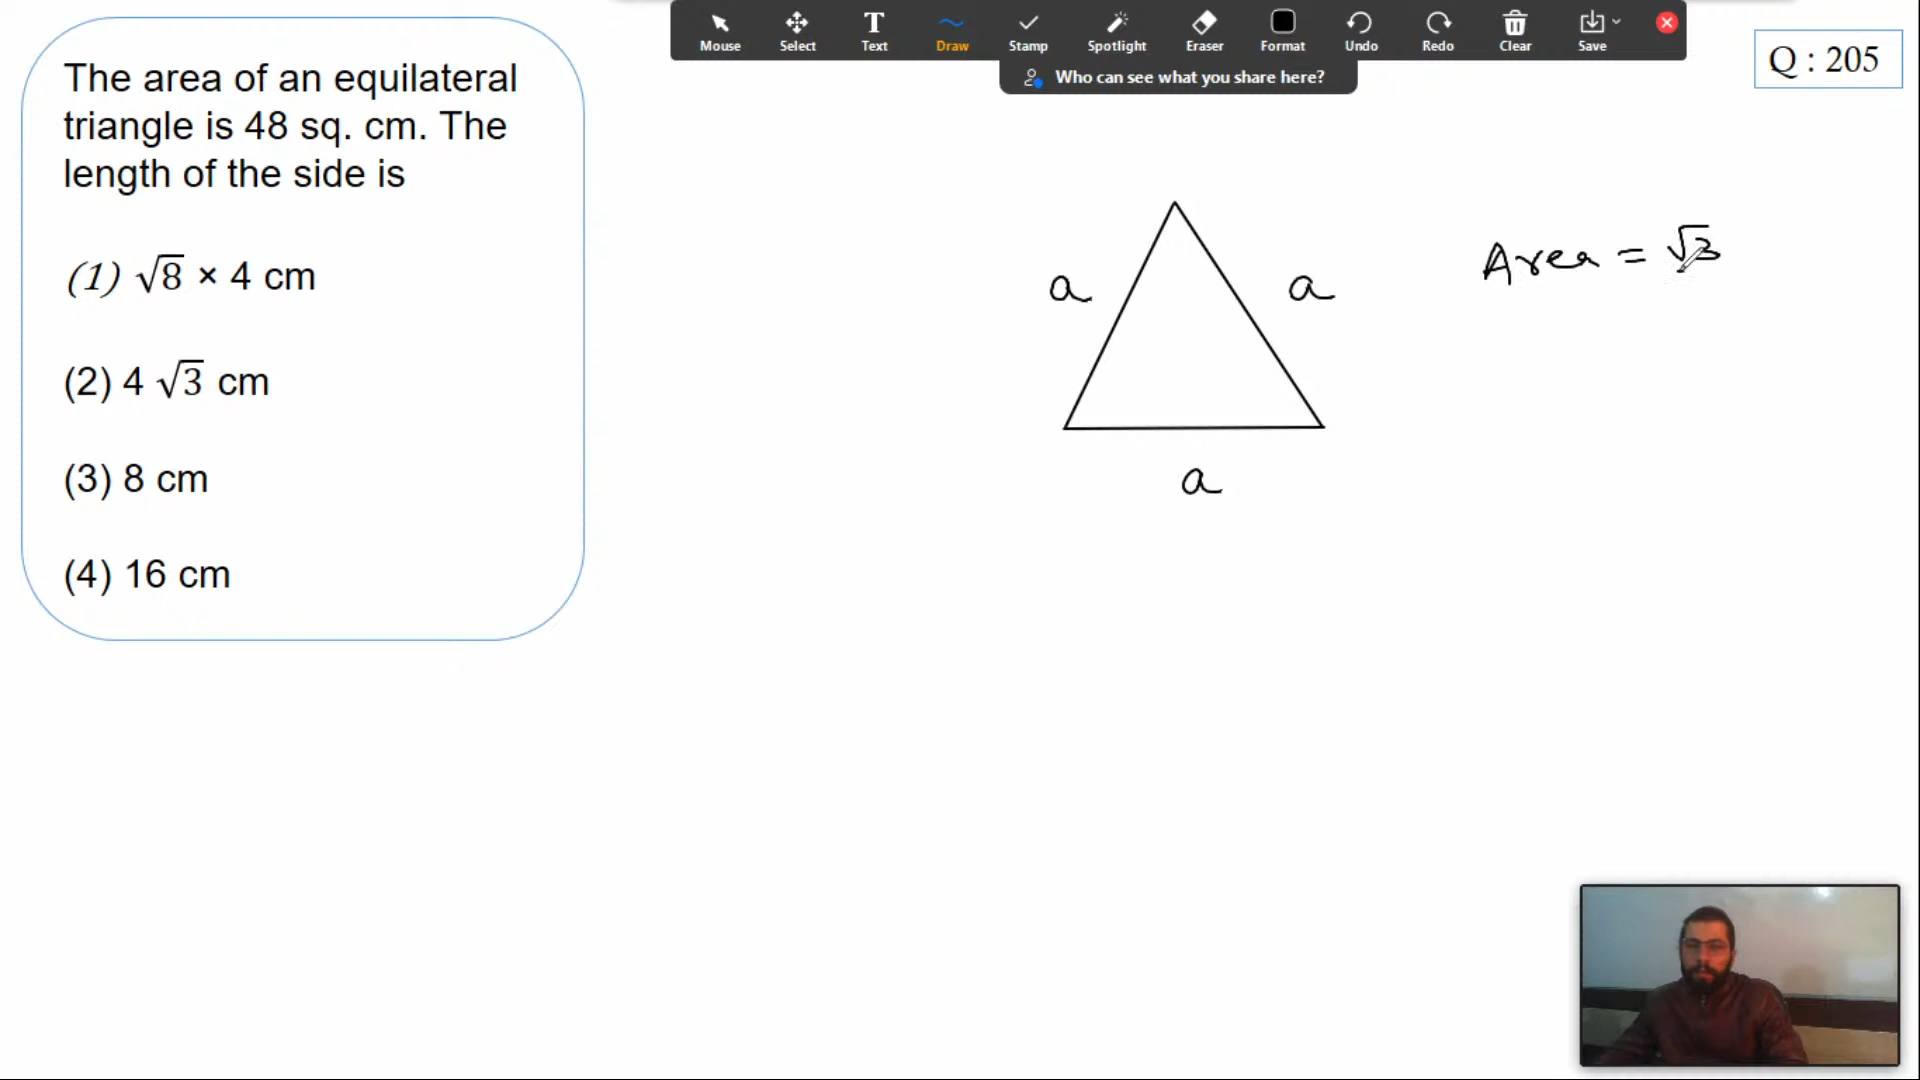 Mouse Select Text Draw Stamp Spotlight Eraser Format Undo Redo Clear Save
Who can see what you share here?
Q : 205
The area of an equilateral
triangle is 48 sq. cm. The
length of the side is
(1) √8 × 4 cm
(2) 4 √3 cm
(3) 8 cm
(4) 16 cm
a
a
a
Area = √3